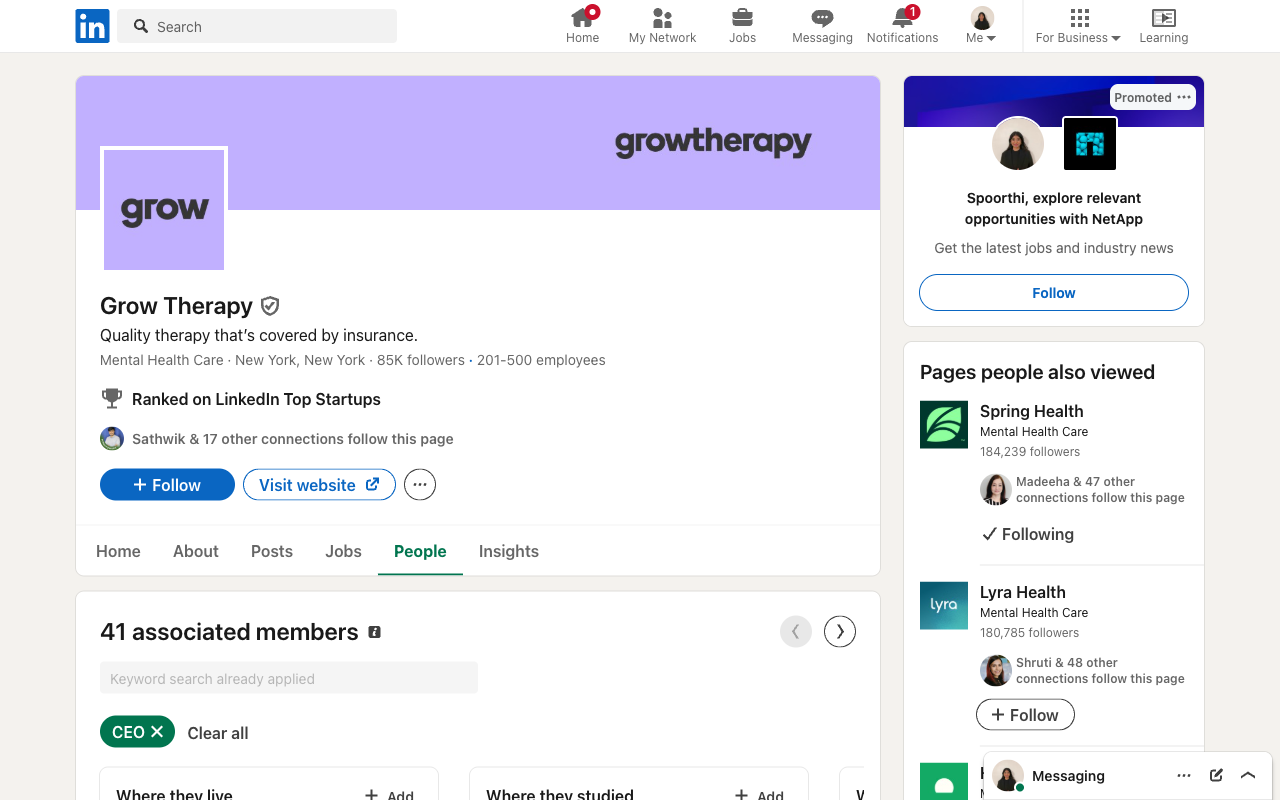 in
Search
Home
My Network
Jobs
Messaging
1
Notifications
Me
For Business
Learning
growtherapy
grow
Grow Therapy
Quality therapy that’s covered by insurance.
Mental Health Care · New York, New York · 85K followers · 201-500 employees
Ranked on LinkedIn Top Startups
Sathwik & 17 other connections follow this page
+ Follow
Visit website
Home
About
Posts
Jobs
People
Insights
41 associated members
Keyword search already applied
CEO
Clear all
Where they live
+ Add
Where they studied
+ Add
Promoted
Spoorthi, explore relevant
opportunities with NetApp
Get the latest jobs and industry news
Follow
Pages people also viewed
Spring Health
Mental Health Care
184,239 followers
Madeeha & 47 other
connections follow this page
Following
lyra
Lyra Health
Mental Health Care
180,785 followers
Shruti & 48 other
connections follow this page
+ Follow
Messaging